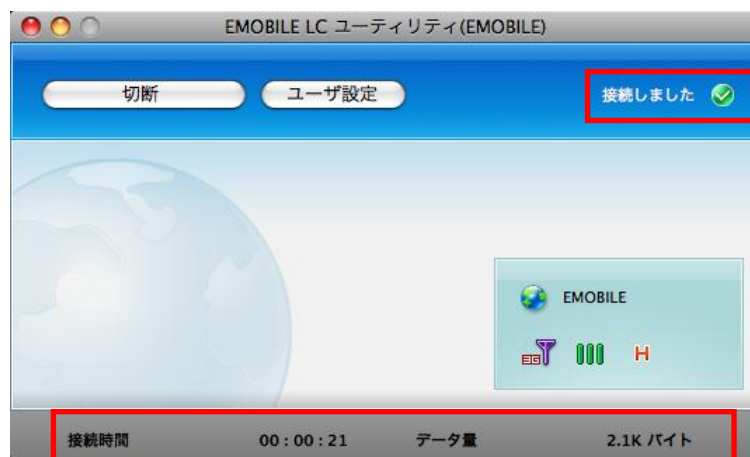 EMOBILE LC ユーティリティ(EMOBILE)
切断 ユーザ設定 接続しました
EMOBILE
H
接続時間 00:00:21 データ量 2.1K バイト